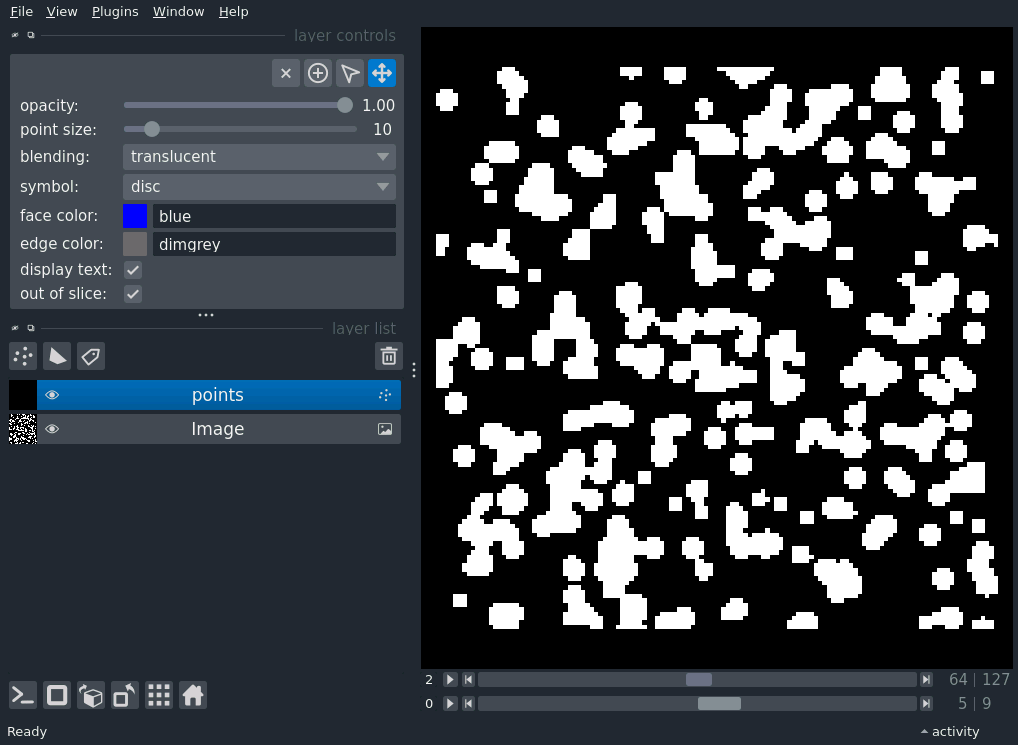 File View Plugins Window Help
layer controls
opacity: 1.00
point size: 10
blending: translucent
symbol: disc
face color: blue
edge color: dimgrey
display text:
out of slice:
layer list
points
Image
2 64 | 127
0 5 | 9
Ready activity